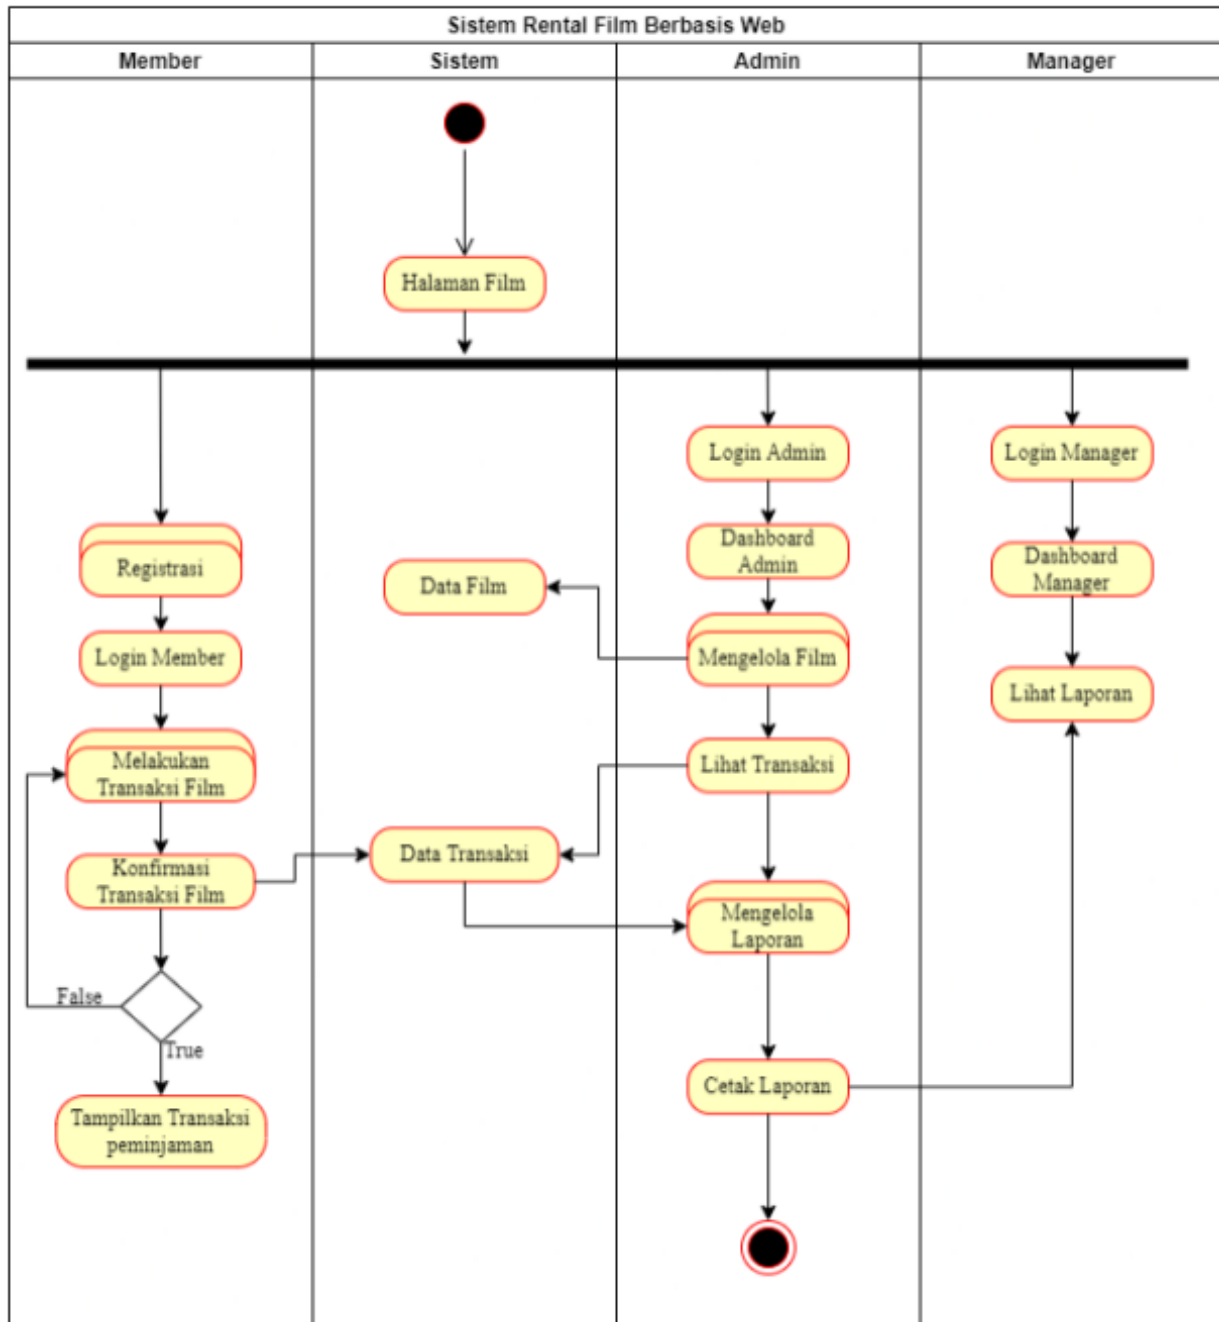 Sistem Rental Film Berbasis Web
Member
Sistem
Admin
Manager
Halaman Film
Login Admin
Login Manager
Dashboard
Admin
Dashboard
Manager
Registrasi
Data Film
Login Member
Mengelola Film
Lihat Laporan
Melakukan
Transaksi Film
Lihat Transaksi
Konfirmasi
Transaksi Film
Data Transaksi
Mengelola
Laporan
False
True
Cetak Laporan
Tampilkan Transaksi
peminjaman